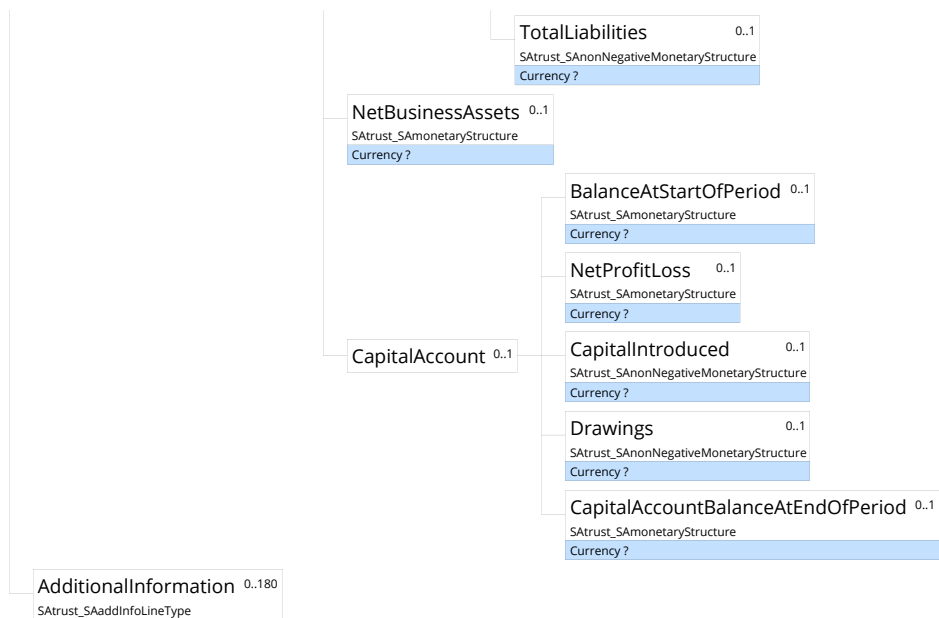 TotalLiabilities 0..1
SAtrust_SAnonNegativeMonetaryStructure
Currency ?
NetBusinessAssets 0..1
SAtrust_SAmonetaryStructure
Currency ?
BalanceAtStartOfPeriod 0..1
SAtrust_SAmonetaryStructure
Currency ?
NetProfitLoss 0..1
SAtrust_SAmonetaryStructure
Currency ?
CapitalAccount 0..1
CapitalIntroduced 0..1
SAtrust_SAnonNegativeMonetaryStructure
Currency ?
Drawings 0..1
SAtrust_SAnonNegativeMonetaryStructure
Currency ?
CapitalAccountBalanceAtEndOfPeriod 0..1
SAtrust_SAmonetaryStructure
Currency ?
AdditionalInformation 0..180
SAtrust_SAaddInfoLineType